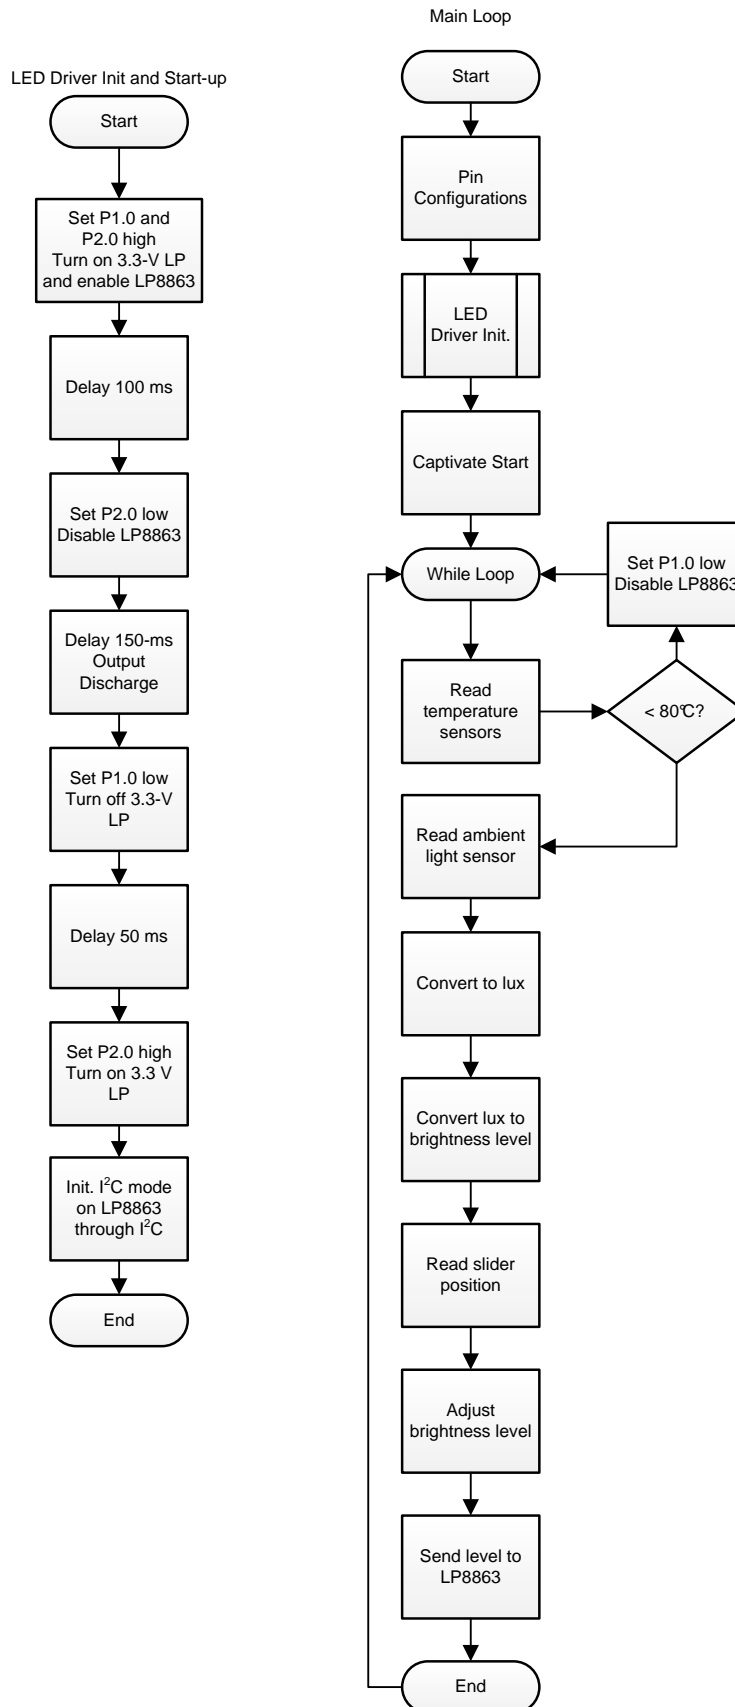 LED Driver Init and Start-up
Start
Set P1.0 and
P2.0 high
Turn on 3.3-V LP
and enable LP8863
Delay 100 ms
Set P2.0 low
Disable LP8863
Delay 150-ms
Output
Discharge
Set P1.0 low
Turn off 3.3-V
LP
Delay 50 ms
Set P2.0 high
Turn on 3.3 V
LP
Init. I²C mode
on LP8863
through I²C
End
Main Loop
Start
Pin
Configurations
LED
Driver Init.
Captivate Start
While Loop
Set P1.0 low
Disable LP8863
Read
temperature
sensors
< 80°C?
Read ambient
light sensor
Convert to lux
Convert lux to
brightness level
Read slider
position
Adjust
brightness level
Send level to
LP8863
End